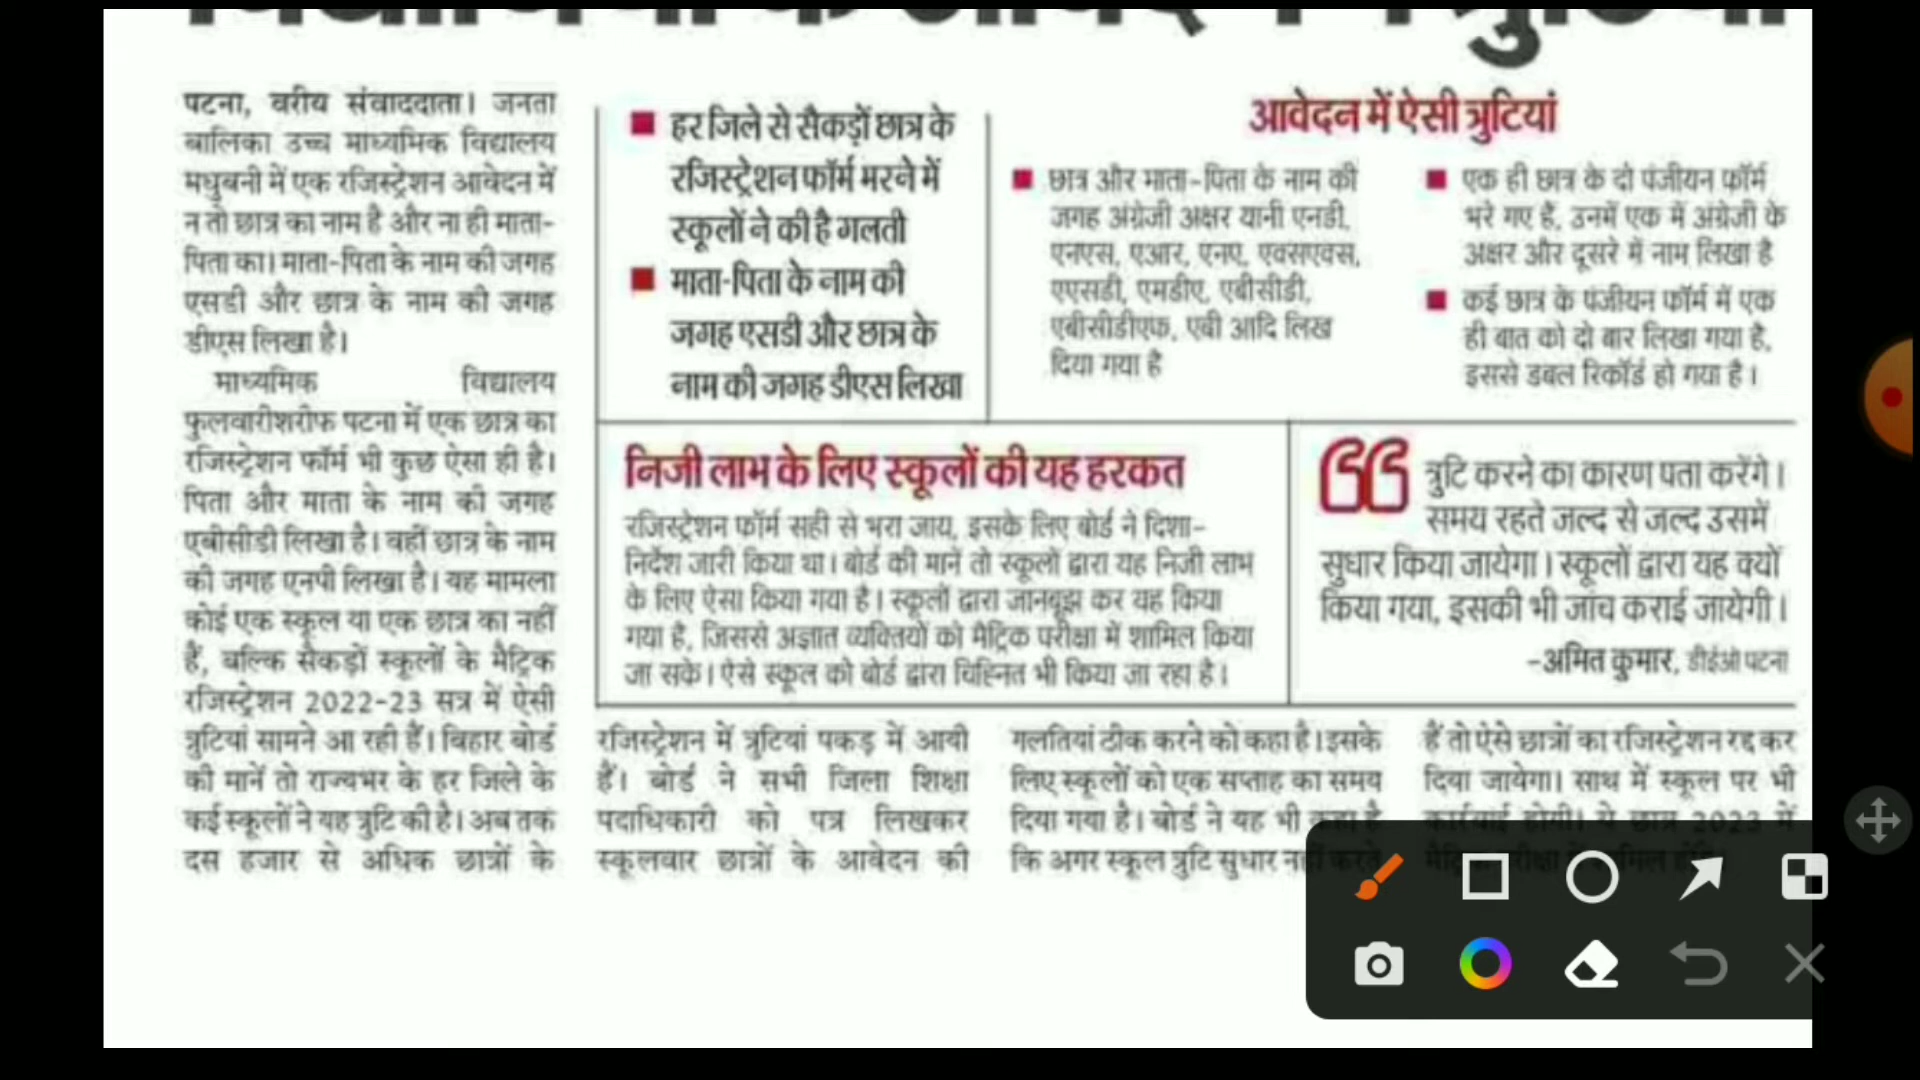 पटना, वरीय संवाददाता। जनता
बालिका उच्च माध्यमिक विद्यालय
मधुबनी में एक रजिस्ट्रेशन आवेदन में
न तो छात्र का नाम है और ना ही माता-
पिता का। माता-पिता के नाम की जगह
एसडी और छात्र के नाम की जगह
डीएस लिखा है।
माध्यमिक विद्यालय
फुलवारीशरीफ पटना में एक छात्र का
रजिस्ट्रेशन फॉर्म भी कुछ ऐसा ही है।
पिता और माता के नाम की जगह
एबीसीडी लिखा है। वहीं छात्र के नाम
की जगह एनपी लिखा है। यह मामला
कोई एक स्कूल या एक छात्र का नहीं
है, बल्कि सैकड़ों स्कूलों के मैट्रिक
रजिस्ट्रेशन 2022-23 सत्र में ऐसी
त्रुटियां सामने आ रही हैं। बिहार बोर्ड
की मानें तो राज्यभर के हर जिले के
कई स्कूलों ने यह त्रुटि की है। अब तक
दस हजार से अधिक छात्रों के
हर जिले से सैकड़ों छात्र के
रजिस्ट्रेशन फॉर्म भरने में
स्कूलों ने की है गलती
माता-पिता के नाम की
जगह एसडी और छात्र के
नाम की जगह डीएस लिखा
आवेदन में ऐसी त्रुटियां
छात्र और माता-पिता के नाम की
जगह अंग्रेजी अक्षर यानी एनडी,
एनएस, एआर, एनए, एक्सएक्स,
एएसडी, एमडीए, एबीसीडी,
एबीसीडीएफ, एबी आदि लिख
दिया गया है
एक ही छात्र के दो पंजीयन फॉर्म
भरे गए हैं, उनमें एक में अंग्रेजी के
अक्षर और दूसरे में नाम लिखा है
कई छात्र के पंजीयन फॉर्म में एक
ही बात को दो बार लिखा गया है,
इससे डबल रिकॉर्ड हो गया है।
निजी लाभ के लिए स्कूलों की यह हरकत
रजिस्ट्रेशन फॉर्म सही से भरा जाय, इसके लिए बोर्ड ने दिशा-
निर्देश जारी किया था। बोर्ड की मानें तो स्कूलों द्वारा यह निजी लाभ
के लिए ऐसा किया गया है। स्कूलों द्वारा जानबूझ कर यह किया
गया है, जिससे अज्ञात व्यक्तियों को मैट्रिक परीक्षा में शामिल किया
जा सके। ऐसे स्कूल को बोर्ड द्वारा चिह्नित भी किया जा रहा है।
त्रुटि करने का कारण पता करेंगे।
समय रहते जल्द से जल्द उसमें
सुधार किया जायेगा। स्कूलों द्वारा यह क्यों
किया गया, इसकी भी जांच कराई जायेगी।
-अमित कुमार, डीईओ पटना
रजिस्ट्रेशन में त्रुटियां पकड़ में आयी
हैं। बोर्ड ने सभी जिला शिक्षा
पदाधिकारी को पत्र लिखकर
स्कूलवार छात्रों के आवेदन की
गलतियां ठीक करने को कहा है। इसके
लिए स्कूलों को एक सप्ताह का समय
दिया गया है। बोर्ड ने यह भी कहा है
कि अगर स्कूल त्रुटि सुधार नहीं करते
हैं तो ऐसे छात्रों का रजिस्ट्रेशन रद्द कर
दिया जायेगा। साथ में स्कूल पर भी
कार्रवाई होगी। ये छात्र 2023 में